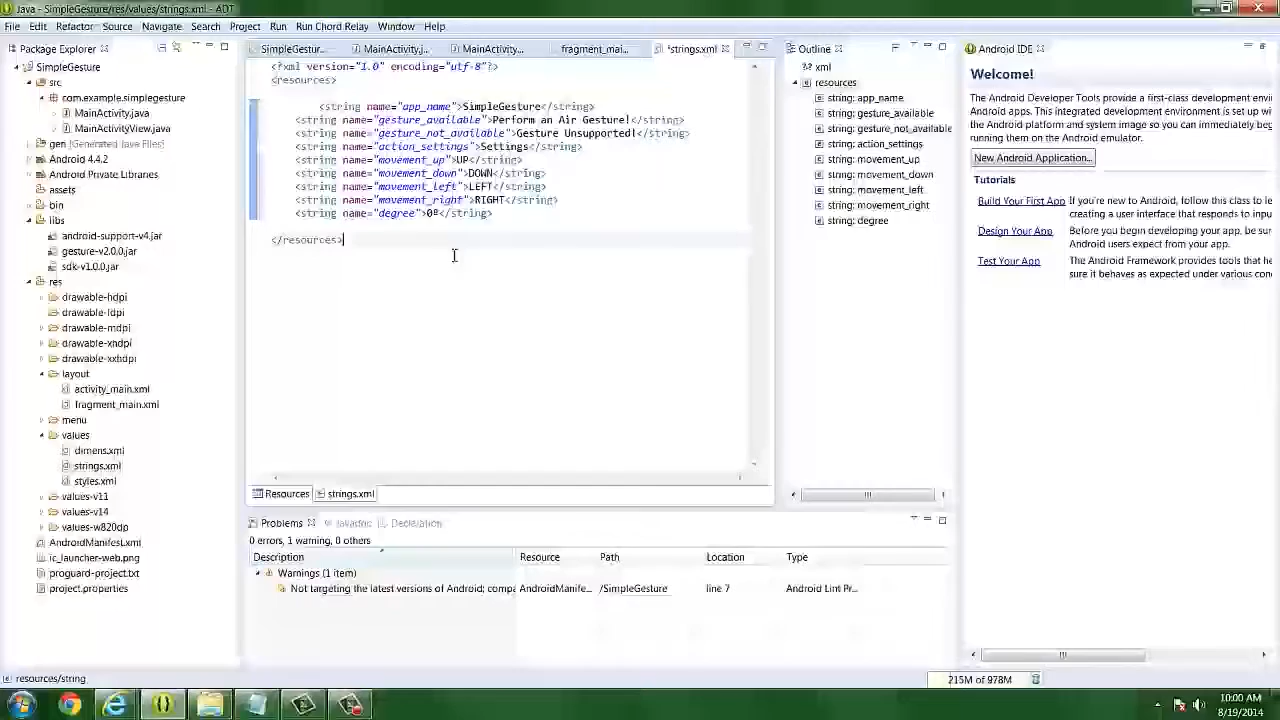 Java - SimpleGesture/res/values/strings.xml - ADT
File Edit Refactor Source Navigate Search Project Run Run Chord Relay Window Help
Package Explorer
SimpleGesture
src
com.example.simplegesture
MainActivity.java
MainActivityView.java
gen [Generated Java Files]
Android 4.4.2
Android Private Libraries
assets
bin
libs
android-support-v4.jar
gesture-v2.0.0.jar
sdk-v1.0.0.jar
res
drawable-hdpi
drawable-ldpi
drawable-mdpi
drawable-xhdpi
drawable-xxhdpi
layout
activity_main.xml
fragment_main.xml
menu
values
dimens.xml
strings.xml
styles.xml
values-v11
values-v14
values-w820dp
AndroidManifest.xml
ic_launcher-web.png
proguard-project.txt
project.properties
SimpleGestur... MainActivity.j... MainActivity... fragment_mai... *strings.xml
<?xml version="1.0" encoding="utf-8"?>
<resources>
<string name="app_name">SimpleGesture</string>
<string name="gesture_available">Perform an Air Gesture!</string>
<string name="gesture_not_available">Gesture Unsupported!</string>
<string name="action_settings">Settings</string>
<string name="movement_up">UP</string>
<string name="movement_down">DOWN</string>
<string name="movement_left">LEFT</string>
<string name="movement_right">RIGHT</string>
<string name="degree">0º</string>
</resources>
Resources strings.xml
Outline
xml
resources
string: app_name
string: gesture_available
string: gesture_not_available
string: action_settings
string: movement_up
string: movement_down
string: movement_left
string: movement_right
string: degree
Android IDE
Welcome!
The Android Developer Tools provide a first-class development envir
Android apps. This integrated development environment is set up wit
the Android platform and system image so you can immediately beg
running them on the Android emulator.
New Android Application...
Tutorials
Build Your First App If you're new to Android, follow this class to le
creating a user interface that responds to inpu
Design Your App Before you begin developing your app, be sur
Android users expect from your app.
Test Your App The Android Framework provides tools that he
sure it behaves as expected under various con
Problems Javadoc Declaration
0 errors, 1 warning, 0 others
Description Resource Path Location Type
Warnings (1 item)
Not targeting the latest versions of Android; compa AndroidManife... /SimpleGesture line 7 Android Lint Pr...
resources/string
215M of 978M
10:00 AM
8/19/2014